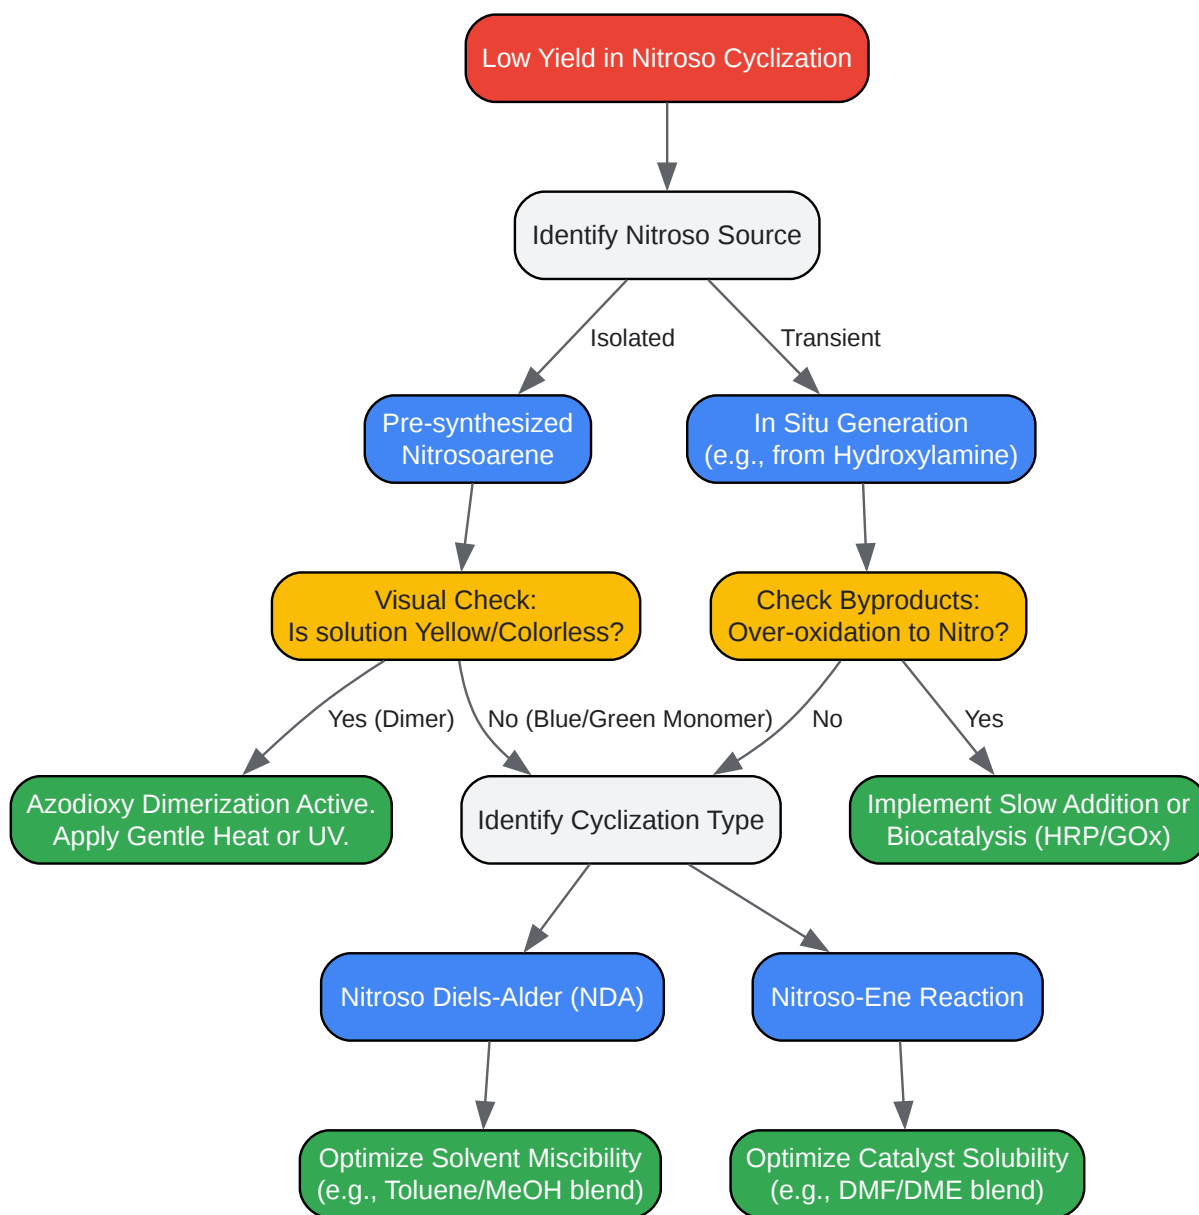 Low Yield in Nitroso Cyclization
Identify Nitroso Source
Isolated
Transient
Pre-synthesized
Nitrosoarene
In Situ Generation
(e.g., from Hydroxylamine)
Visual Check:
Is solution Yellow/Colorless?
Check Byproducts:
Over-oxidation to Nitro?
Yes (Dimer)
No (Blue/Green Monomer)
No
Yes
Azodioxy Dimerization Active.
Apply Gentle Heat or UV.
Identify Cyclization Type
Implement Slow Addition or
Biocatalysis (HRP/GOx)
Nitroso Diels-Alder (NDA)
Nitroso-Ene Reaction
Optimize Solvent Miscibility
(e.g., Toluene/MeOH blend)
Optimize Catalyst Solubility
(e.g., DMF/DME blend)